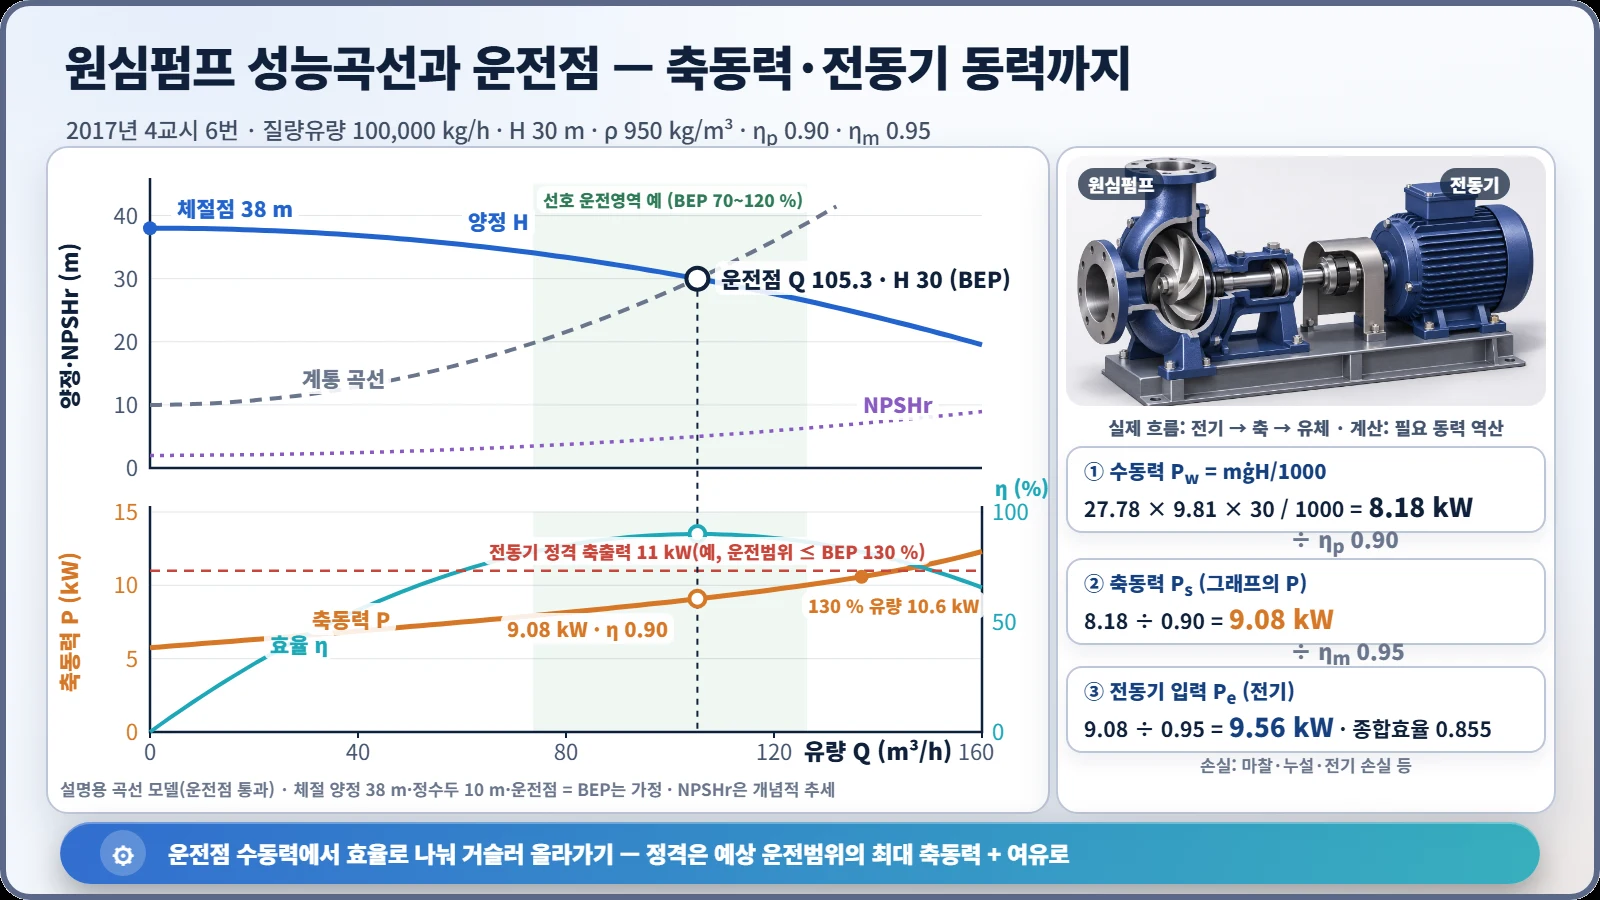 원심펌프 성능곡선과 운전점 — 축동력·전동기 동력까지
2017년 4교시 6번 · 질량유량 100,000 kg/h · H 30 m · ρ 950 kg/m³ · ηp 0.90 · ηm 0.95
양정·NPSHr (m)
40
30
20
10
0
체절점 38 m
양정 H
선호 운전영역 예 (BEP 70~120 %)
운전점 Q 105.3 · H 30 (BEP)
계통 곡선
NPSHr
축동력 P (kW)
15
10
5
0
η (%)
100
50
0
전동기 정격 축출력 11 kW(예, 운전범위 ≤ BEP 130 %)
축동력 P
효율 η
9.08 kW · η 0.90
130 % 유량 10.6 kW
0
40
80
120
유량 Q (m³/h)
160
설명용 곡선 모델(운전점 통과) · 체절 양정 38 m·정수두 10 m·운전점 = BEP는 가정 · NPSHr은 개념적 추세
원심펌프
전동기
실제 흐름: 전기 → 축 → 유체 · 계산: 필요 동력 역산
① 수동력 Pw = ṁgH/1000
27.78 × 9.81 × 30 / 1000 = 8.18 kW
÷ ηp 0.90
② 축동력 Ps (그래프의 P)
8.18 ÷ 0.90 = 9.08 kW
÷ ηm 0.95
③ 전동기 입력 Pe (전기)
9.08 ÷ 0.95 = 9.56 kW · 종합효율 0.855
손실: 마찰·누설·전기 손실 등
운전점 수동력에서 효율로 나눠 거슬러 올라가기 — 정격은 예상 운전범위의 최대 축동력 + 여유로